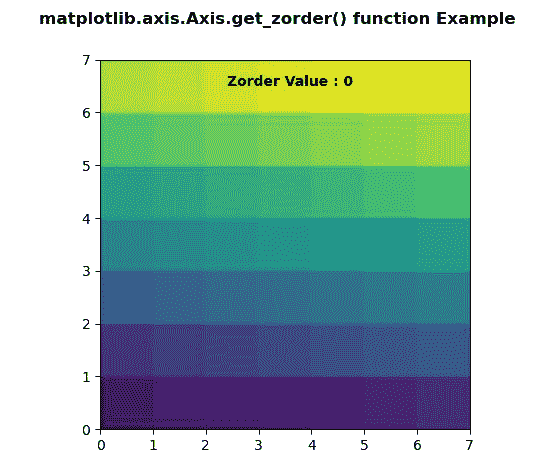 matplotlib.axis.Axis.get_zorder() function Example
Zorder Value : 0
7
6
5
4
3
2
1
0
0 1 2 3 4 5 6 7